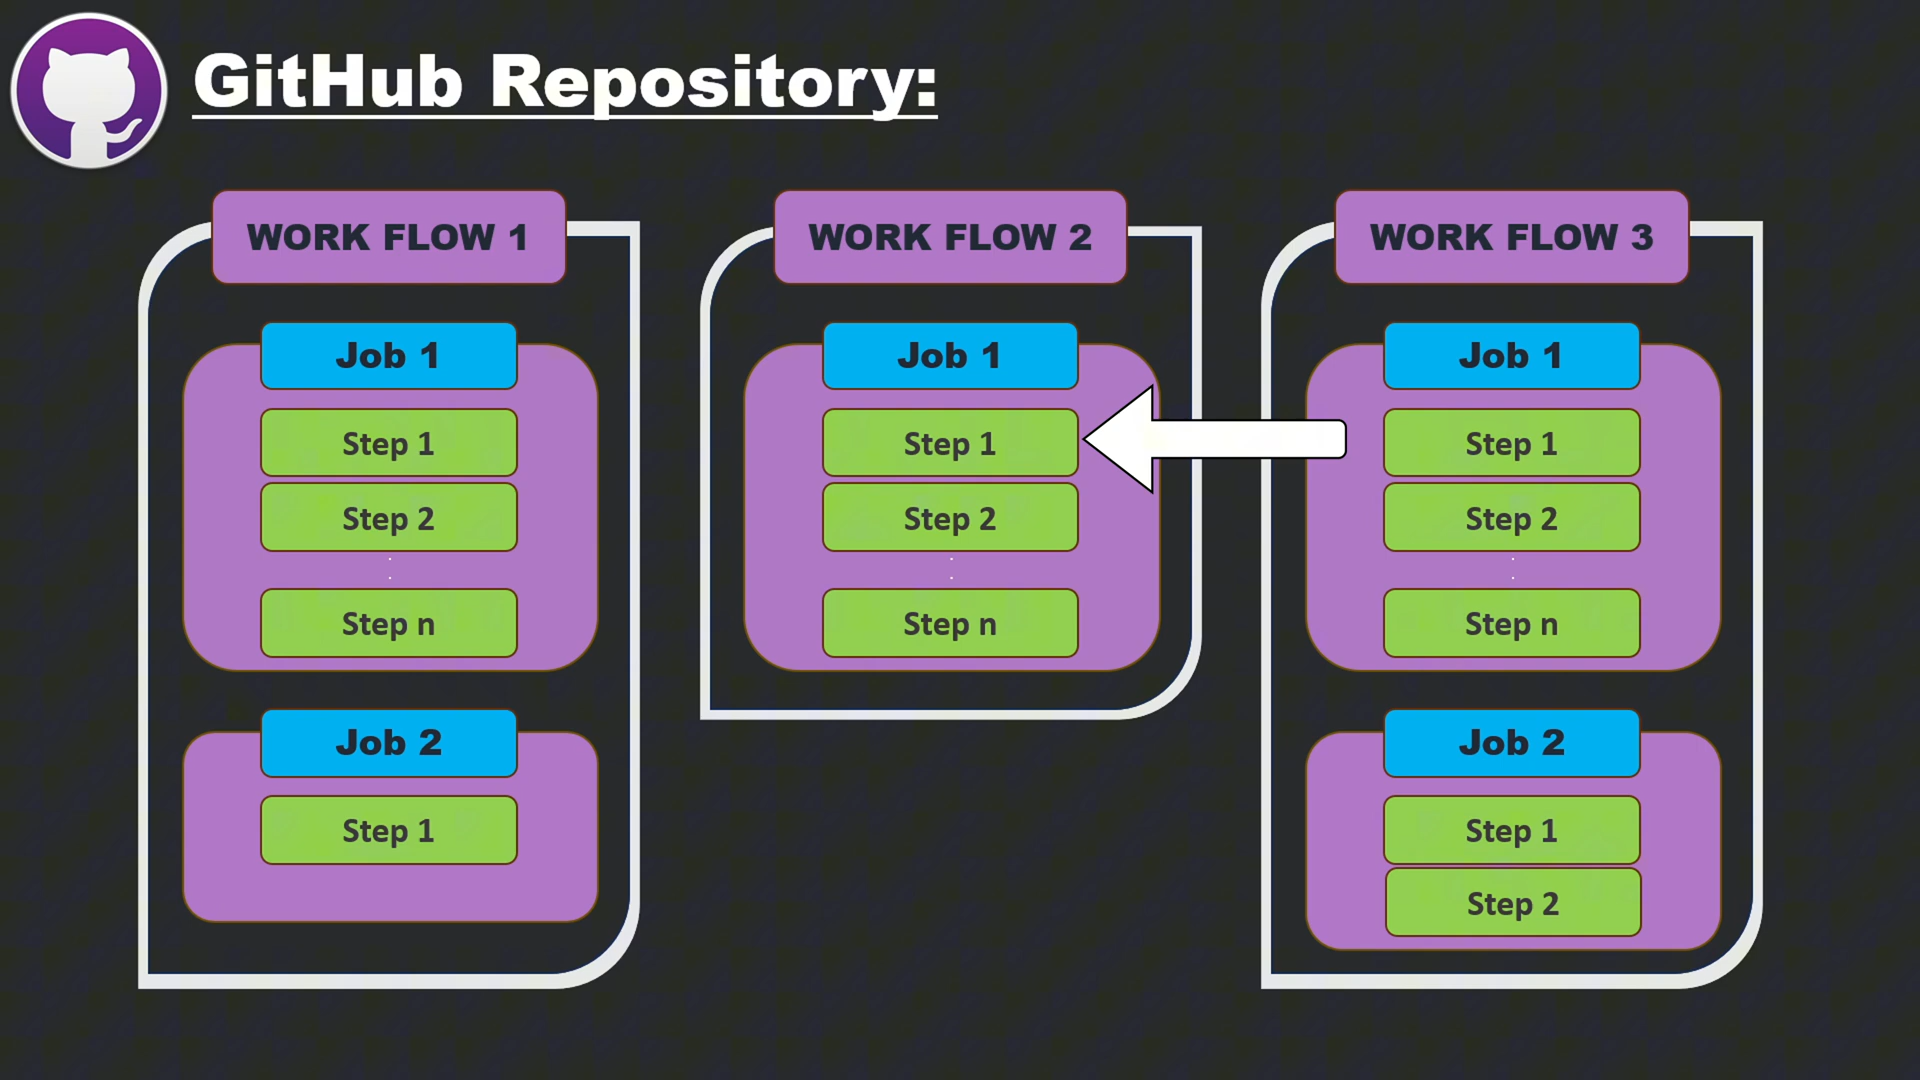 GitHub Repository:
WORK FLOW 1
Job 1
Step 1
Step 2
.
.
Step n
Job 2
Step 1
WORK FLOW 2
Job 1
Step 1
Step 2
.
.
Step n
WORK FLOW 3
Job 1
Step 1
Step 2
.
.
Step n
Job 2
Step 1
Step 2